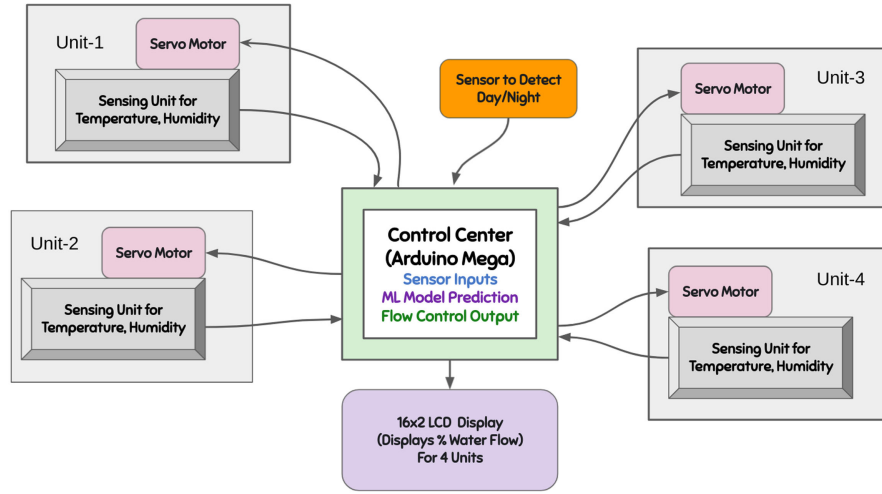 Unit-1
Servo Motor
Sensing Unit for
Temperature, Humidity
Sensor to Detect
Day/Night
Unit-3
Servo Motor
Sensing Unit for
Temperature, Humidity
Unit-2
Servo Motor
Sensing Unit for
Temperature, Humidity
Control Center
(Arduino Mega)
Sensor Inputs
ML Model Prediction
Flow Control Output
Unit-4
Servo Motor
Sensing Unit for
Temperature, Humidity
16x2 LCD Display
(Displays % Water Flow)
For 4 Units